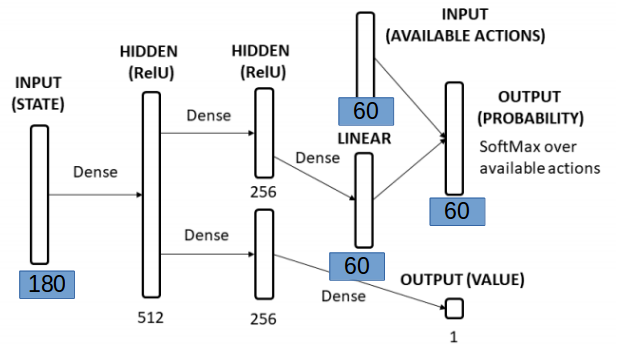 INPUT
(STATE)
180
Dense
HIDDEN
(RelU)
512
Dense
Dense
HIDDEN
(RelU)
256
256
Dense
INPUT
(AVAILABLE ACTIONS)
60
LINEAR
60
Dense
OUTPUT
(PROBABILITY)
SoftMax over
available actions
60
OUTPUT (VALUE)
1